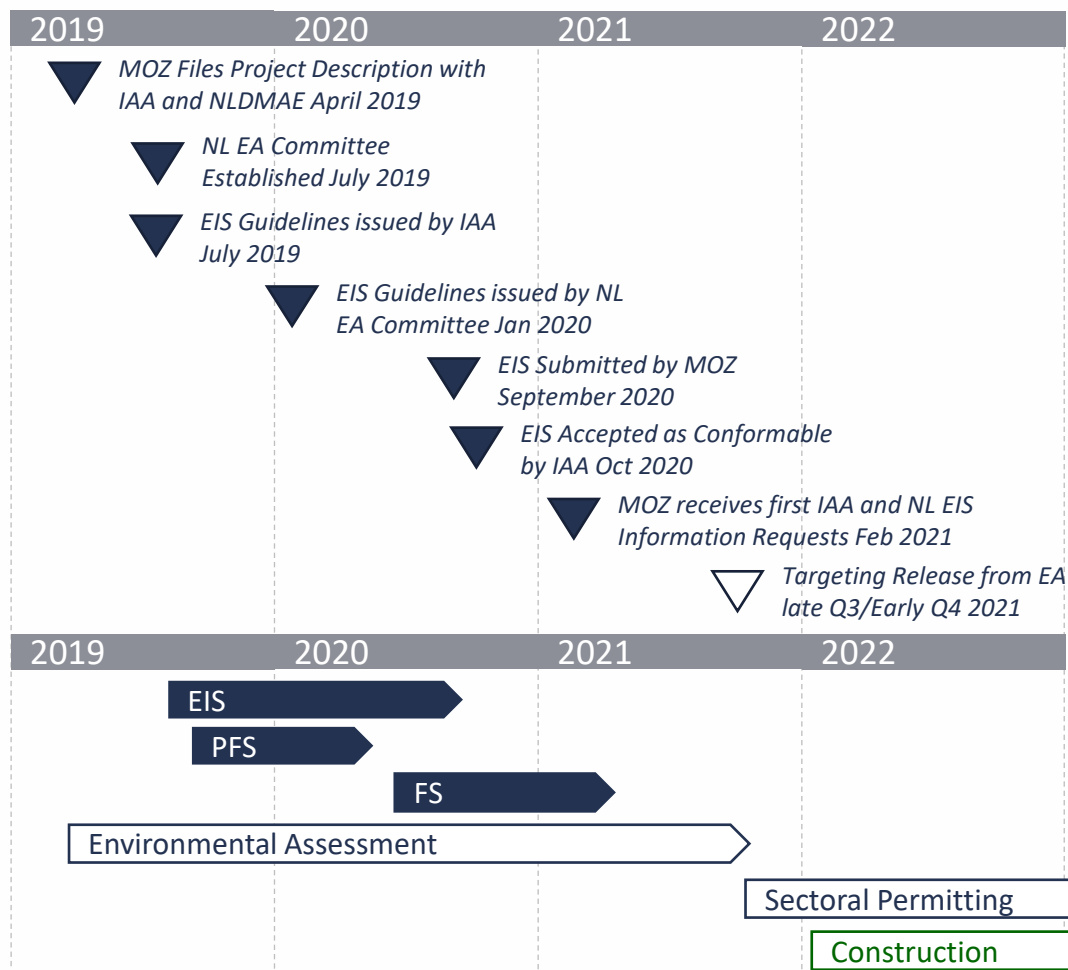 2019 2020 2021 2022
MOZ Files Project Description with
IAA and NLDMAE April 2019
NL EA Committee
Established July 2019
EIS Guidelines issued by IAA
July 2019
EIS Guidelines issued by NL
EA Committee Jan 2020
EIS Submitted by MOZ
September 2020
EIS Accepted as Conformable
by IAA Oct 2020
MOZ receives first IAA and NL EIS
Information Requests Feb 2021
Targeting Release from EA
late Q3/Early Q4 2021
2019 2020 2021 2022
EIS
PFS
FS
Environmental Assessment
Sectoral Permitting
Construction